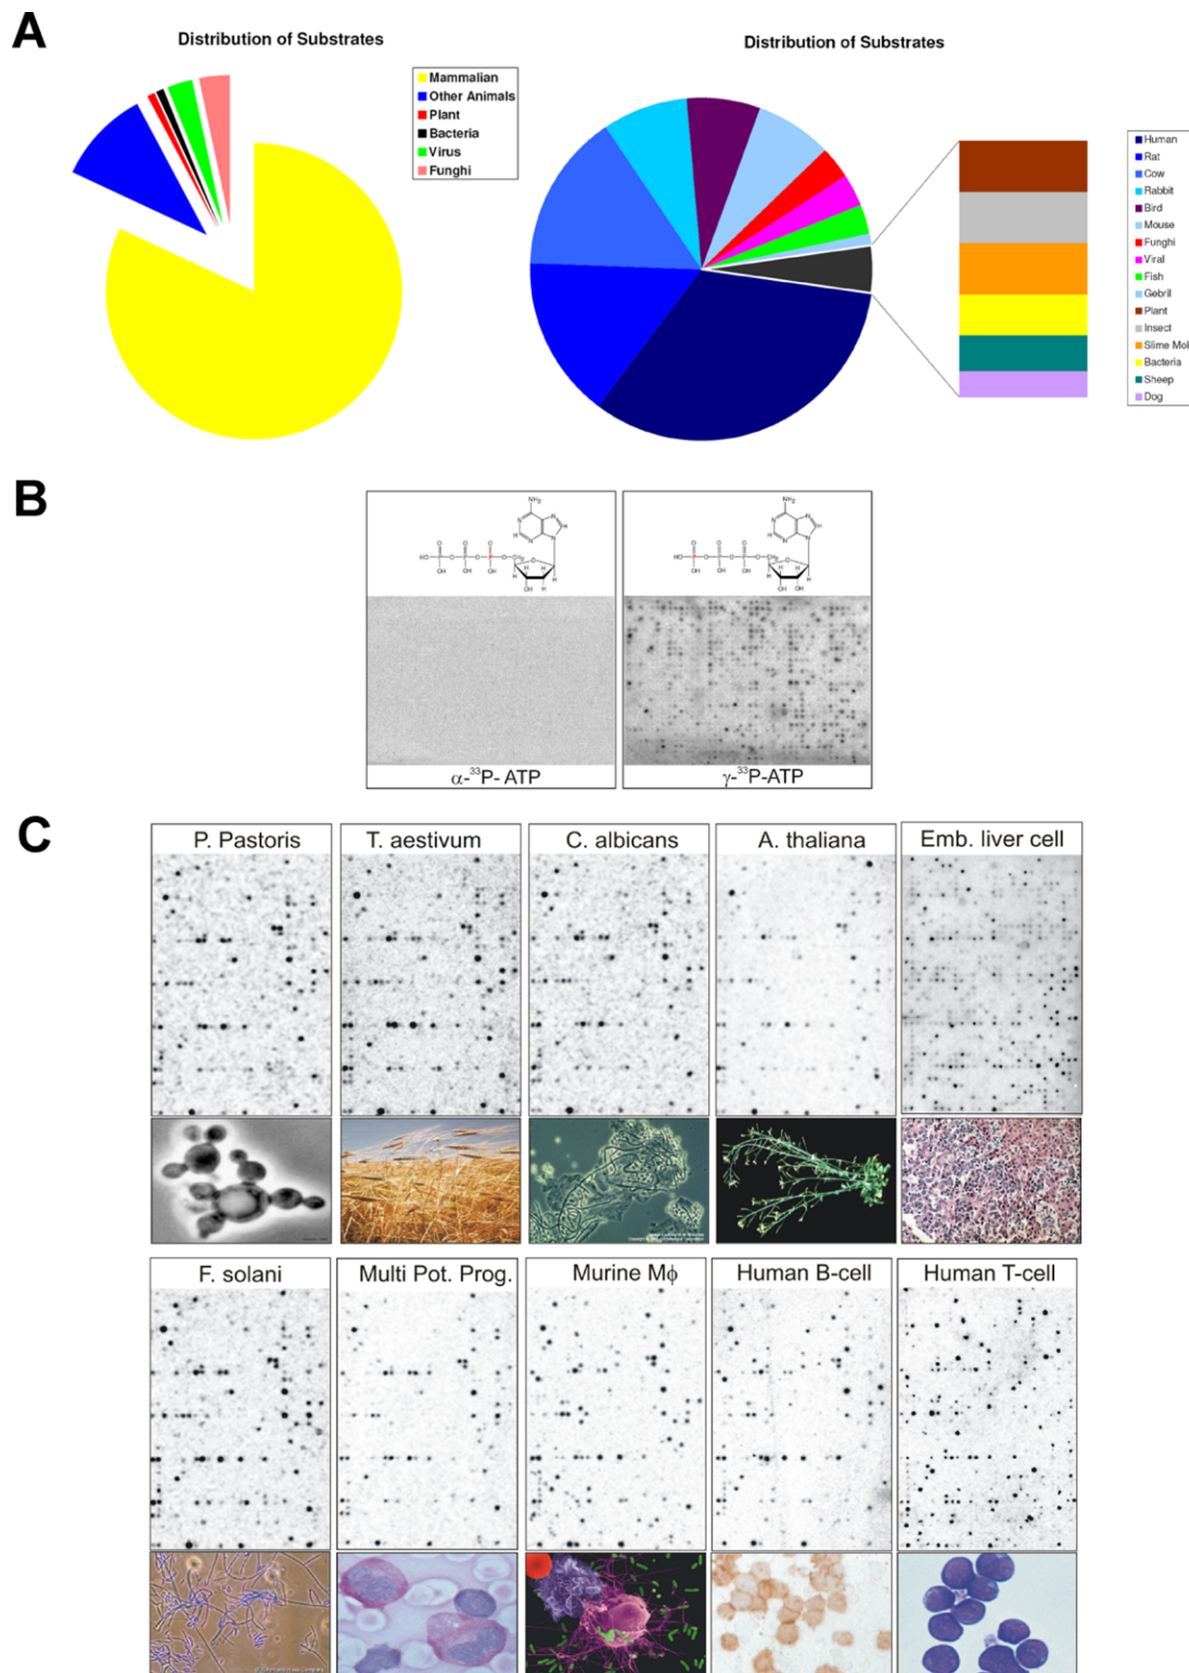 A
Distribution of Substrates
Mammalian
Other Animals
Plant
Bacteria
Virus
Funghi
Distribution of Substrates
Human
Rat
Cow
Rabbit
Bird
Mouse
Funghi
Viral
Fish
Gebril
Plant
Insect
Slime Mol
Bacteria
Sheep
Dog
B
α-³³P- ATP
γ-³³P-ATP
C
P. Pastoris
T. aestivum
C. albicans
A. thaliana
Emb. liver cell
F. solani
Multi Pot. Prog.
Murine Mϕ
Human B-cell
Human T-cell